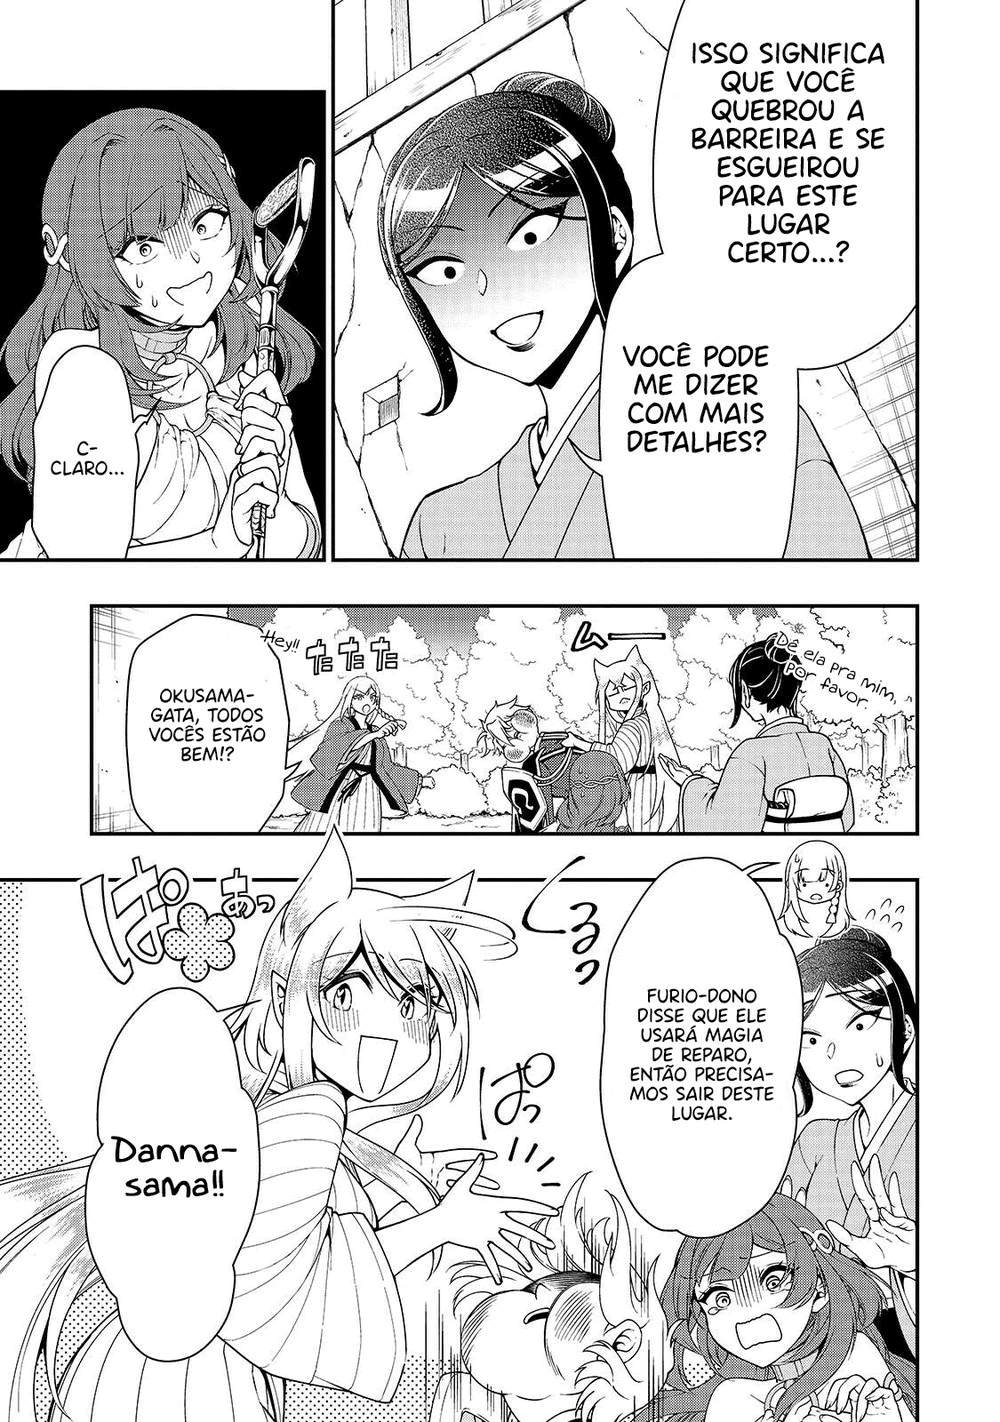 ISSO SIGNIFICA
QUE VOCÊ
QUEBROU A
BARREIRA E SE
ESGUEIROU
PARA ESTE
LUGAR
CERTO...?
VOCÊ PODE
ME DIZER
COM MAIS
DETALHES?
C-
CLARO...
Dê ela pra mim,
por favor.
ムーー
たたた
Hey!!
OKUSAMA-
GATA, TODOS
VOCÊS ESTÃO
BEM!?
FURIO-DONO
DISSE QUE ELE
USARÁ MAGIA
DE REPARO,
ENTÃO PRECISA-
MOS SAIR DESTE
LUGAR.
くるっ
ぱあっ
ぱっ
Danna-
sama!!